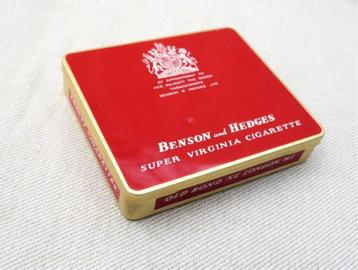 BY APPOINTMENT TO
HER MAJESTY THE QUEEN
TOBACCONISTS
BENSON & HEDGES LTD
BENSON and HEDGES
SUPER VIRGINIA CIGARETTE
OLD BOND ST. LONDON W.1